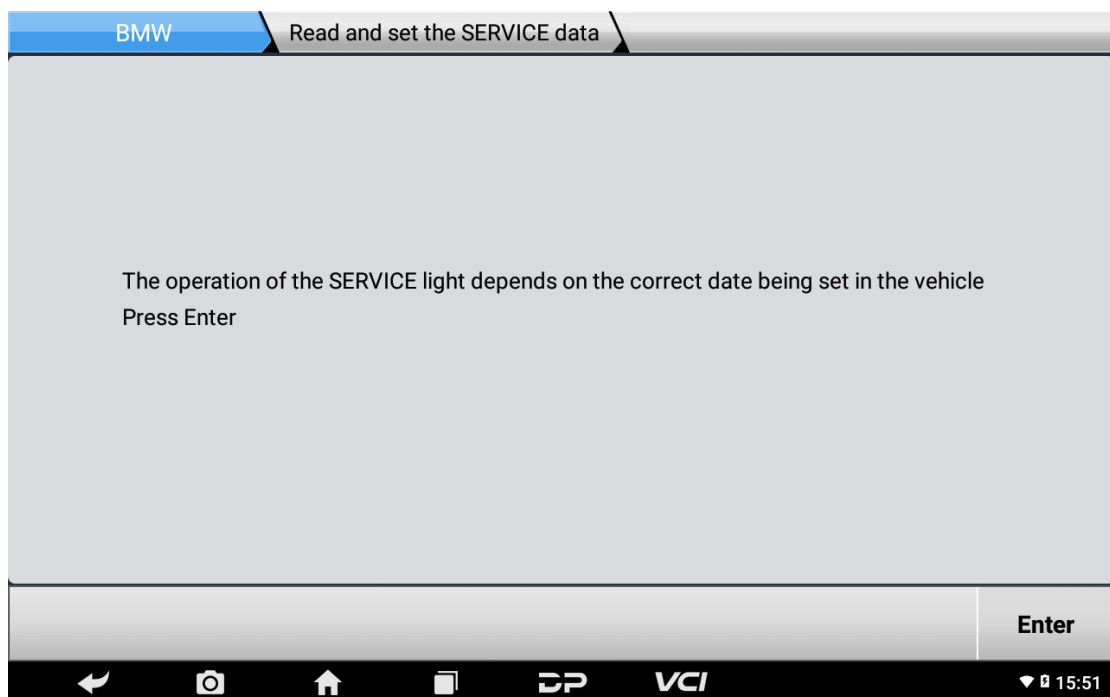 BMW
Read and set the SERVICE data
The operation of the SERVICE light depends on the correct date being set in the vehicle
Press Enter
Enter
DP
VCI
15:51